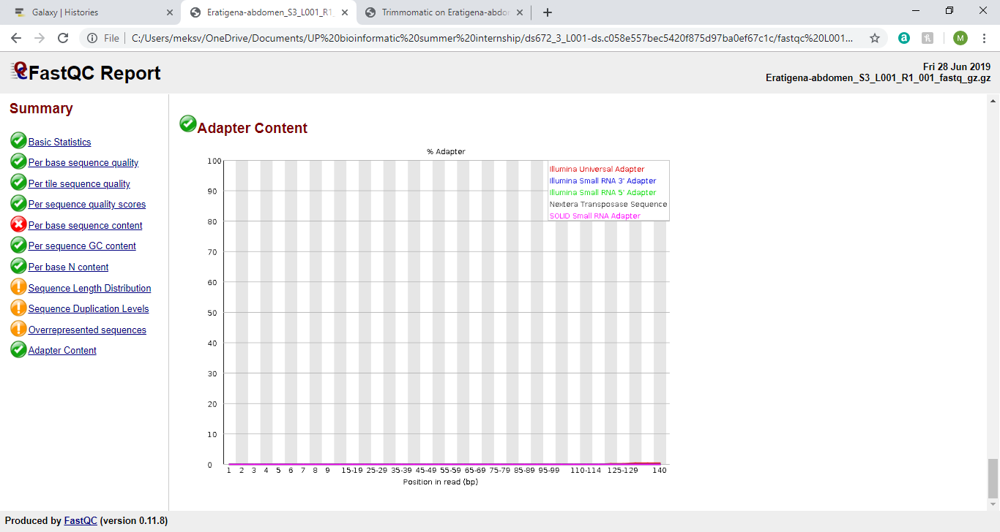 Galaxy | Histories
Eratigena-abdomen_S3_L001_R1_
Trimmomatic on Eratigena-abdo
File
C:/Users/meksv/OneDrive/Documents/UP%20bioinformatic%20summer%20internship/ds672_3_L001-ds.c058e557bec5420f875d97ba0ef67c1c/fastqc%20L001...
a
M
FastQC Report
Fri 28 Jun 2019
Eratigena-abdomen_S3_L001_R1_001_fastq_gz.gz
Summary
Basic Statistics
Per base sequence quality
Per tile sequence quality
Per sequence quality scores
Per base sequence content
Per sequence GC content
Per base N content
Sequence Length Distribution
Sequence Duplication Levels
Overrepresented sequences
Adapter Content
Adapter Content
% Adapter
Illumina Universal Adapter
Illumina Small RNA 3' Adapter
Illumina Small RNA 5' Adapter
Nextera Transposase Sequence
SOLID Small RNA Adapter
100
90
80
70
60
50
40
30
20
10
0
1 2 3 4 5 6 7 8 9 15-19 25-29 35-39 45-49 55-59 65-69 75-79 85-89 95-99 110-114 125-129 140
Position in read (bp)
Produced by FastQC (version 0.11.8)